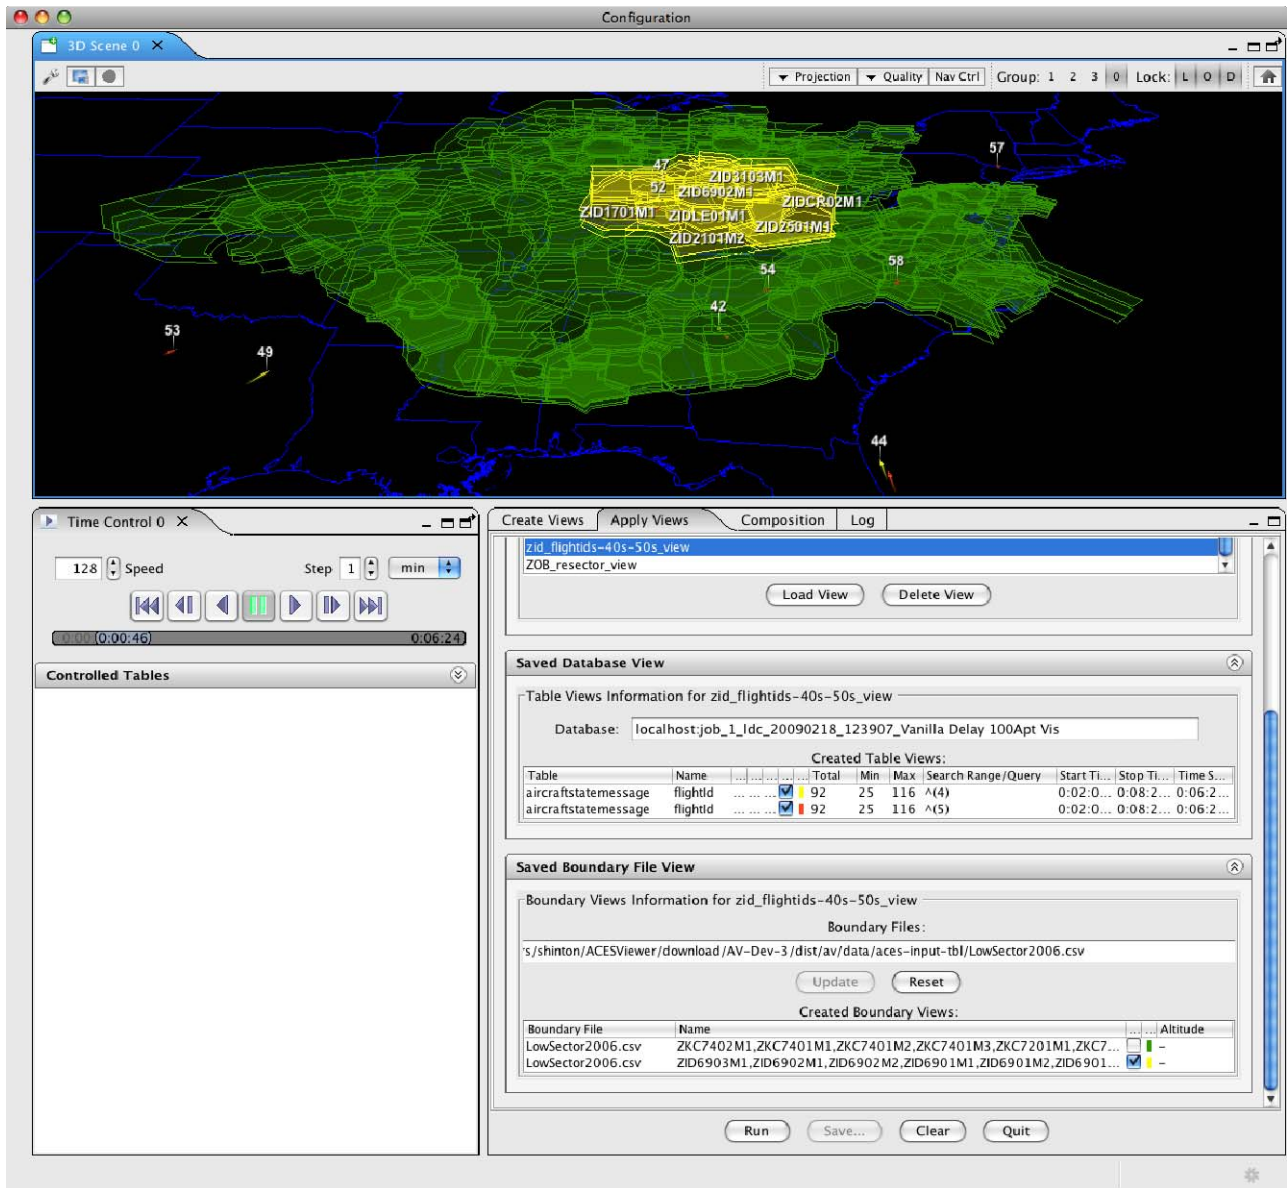 Configuration
3D Scene 0
Projection Quality Nav Ctrl Group: 1 2 3 0 Lock: L O D
57
47
ZID3103M1
52 ZID6902M1
ZIDCR02M1
ZID1701M1 ZIDLE01M1
ZID2101M2
58
54
42
53
49
44
Time Control 0
128 Speed Step 1 min
(0:00:46) 0:06:24
Controlled Tables
Create Views Apply Views Composition Log
zid_flightids-40s-50s_view
ZOB_resector_view
Load View Delete View
Saved Database View
Table Views Information for zid_flightids-40s-50s_view
Database: localhost:job_1_ldc_20090218_123907_Vanilla Delay 100Apt Vis
Created Table Views:
Table Name ... ... ... ... ... Total Min Max Search Range/Query Start Ti... Stop Ti... Time S...
aircraftstatemessage flightId ... ... ... 92 25 116 ^(4) 0:02:0... 0:08:2... 0:06:2...
aircraftstatemessage flightId ... ... ... 92 25 116 ^(5) 0:02:0... 0:08:2... 0:06:2...
Saved Boundary File View
Boundary Views Information for zid_flightids-40s-50s_view
Boundary Files:
's/shinton/ACESViewer/download/AV-Dev-3/dist/av/data/aces-input-tbl/LowSector2006.csv
Update Reset
Created Boundary Views:
Boundary File Name ... ... Altitude
LowSector2006.csv ZKC7402M1,ZKC7401M1,ZKC7401M2,ZKC7401M3,ZKC7201M1,ZKC7... -
LowSector2006.csv ZID6903M1,ZID6902M1,ZID6902M2,ZID6901M1,ZID6901M2,ZID6901... -
Run Save... Clear Quit